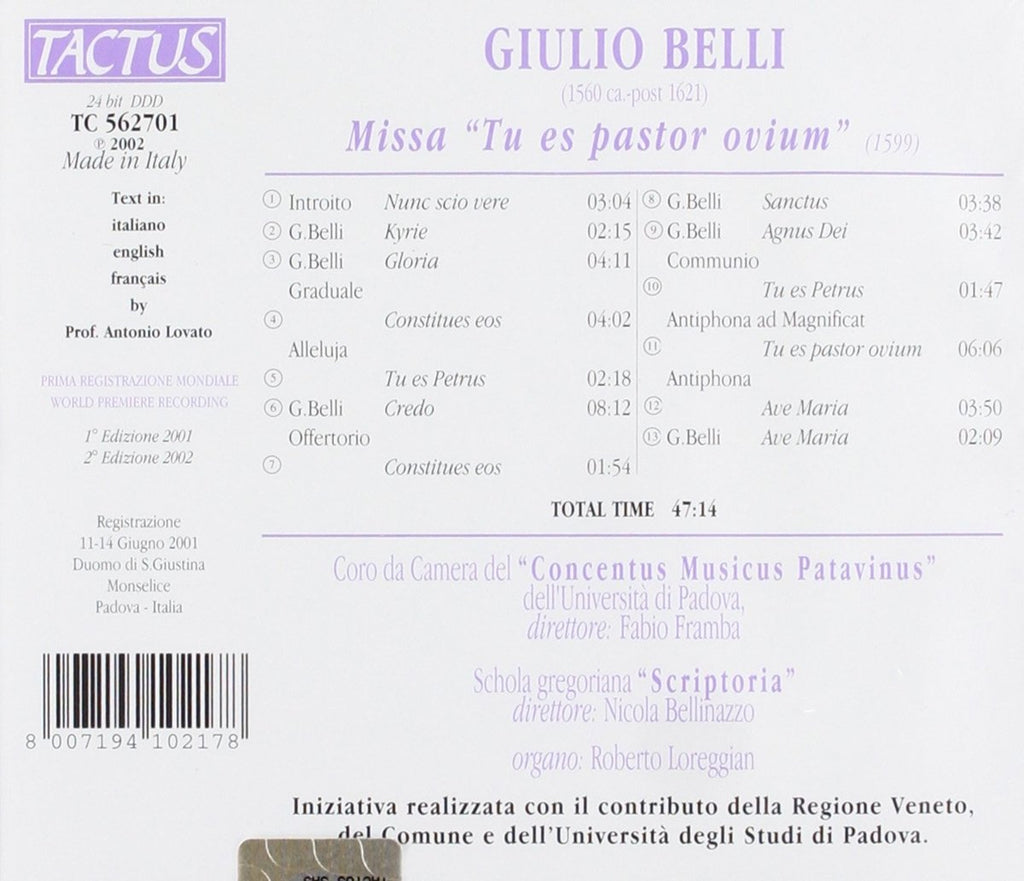 TACTUS
24 bit DDD
TC 562701
℗ 2002
Made in Italy
Text in:
italiano
english
français
by
Prof. Antonio Lovato
PRIMA REGISTRAZIONE MONDIALE
WORLD PREMIERE RECORDING
1° Edizione 2001
2° Edizione 2002
Registrazione
11-14 Giugno 2001
Duomo di S.Giustina
Monselice
Padova - Italia
8 007194 102178
GIULIO BELLI
(1560 ca.-post 1621)
Missa “Tu es pastor ovium” (1599)
① Introito Nunc scio vere 03:04
② G.Belli Kyrie 02:15
③ G.Belli Gloria 04:11
Graduale
④ Constitues eos 04:02
Alleluja
⑤ Tu es Petrus 02:18
⑥ G.Belli Credo 08:12
Offertorio
⑦ Constitues eos 01:54
⑧ G.Belli Sanctus 03:38
⑨ G.Belli Agnus Dei 03:42
Communio
⑩ Tu es Petrus 01:47
Antiphona ad Magnificat
⑪ Tu es pastor ovium 06:06
Antiphona
⑫ Ave Maria 03:50
⑬ G.Belli Ave Maria 02:09
TOTAL TIME 47:14
Coro da Camera del “Concentus Musicus Patavinus”
dell'Università di Padova,
direttore: Fabio Framba
Schola gregoriana “Scriptoria”
direttore: Nicola Bellinazzo
organo: Roberto Loreggian
Iniziativa realizzata con il contributo della Regione Veneto,
del Comune e dell’Università degli Studi di Padova.